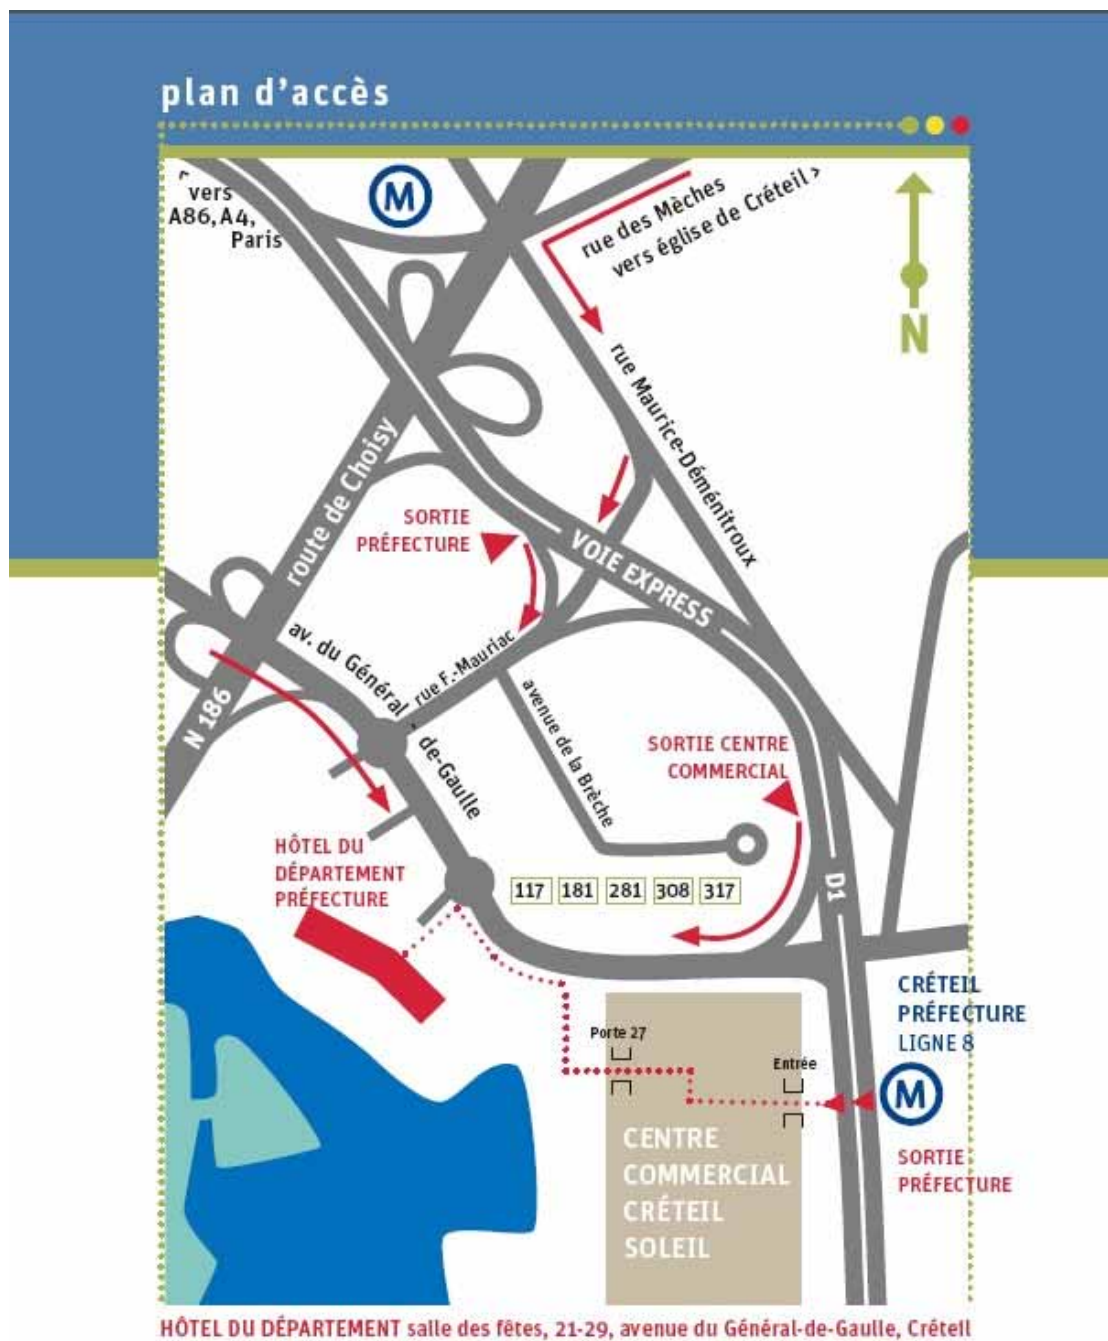 plan d'accès
vers
A86, A4,
Paris
M
rue des Mèches
vers église de Créteil >
N
rue Maurice-Déménitroux
route de Choisy
SORTIE
PRÉFECTURE
VOIE EXPRESS
av. du Général
rue F.-Mauriac
N 186
de-Gaulle
avenue de la Brèche
SORTIE CENTRE
COMMERCIAL
HÔTEL DU
DÉPARTEMENT
PRÉFECTURE
117 181 281 308 317
D1
CRÉTEIL
PRÉFECTURE
LIGNE 8
Porte 27
Entrée
M
CENTRE
COMMERCIAL
CRÉTEIL
SOLEIL
SORTIE
PRÉFECTURE
HÔTEL DU DÉPARTEMENT salle des fêtes, 21-29, avenue du Général-de-Gaulle, Créteil